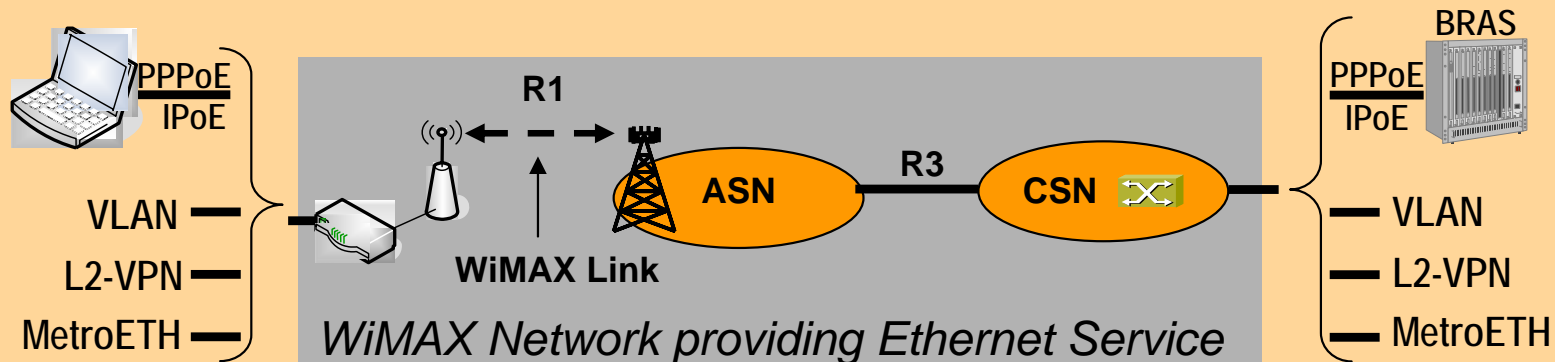 PPPoE
IPoE
VLAN
L2-VPN
MetroETH
R1
WiMAX Link
ASN
R3
CSN
WiMAX Network providing Ethernet Service
BRAS
PPPoE
IPoE
VLAN
L2-VPN
MetroETH